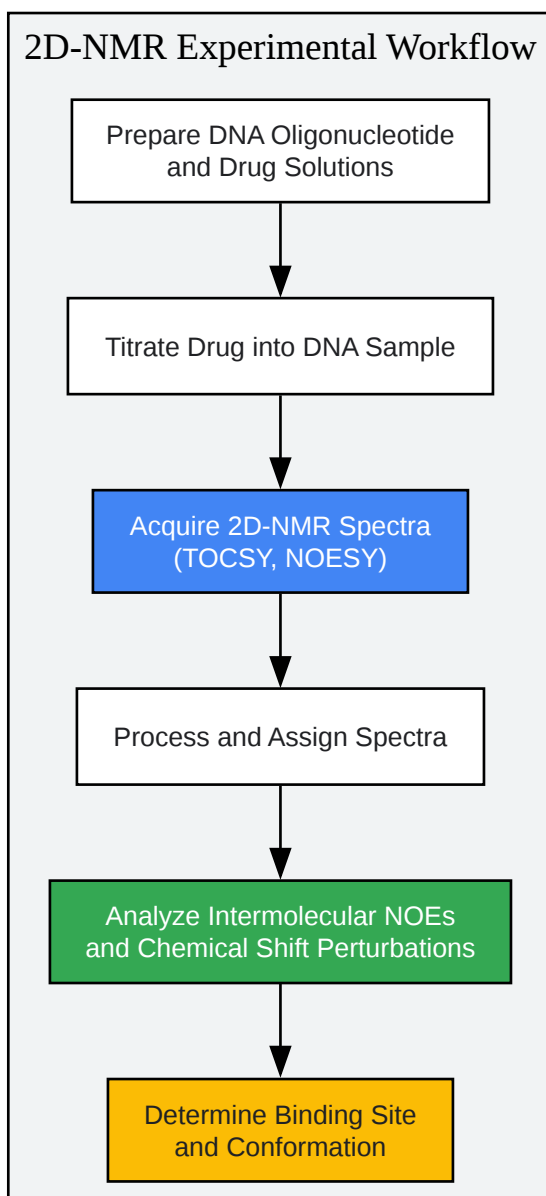 2D-NMR Experimental Workflow
Prepare DNA Oligonucleotide
and Drug Solutions
Titrate Drug into DNA Sample
Acquire 2D-NMR Spectra
(TOCSY, NOESY)
Process and Assign Spectra
Analyze Intermolecular NOEs
and Chemical Shift Perturbations
Determine Binding Site
and Conformation